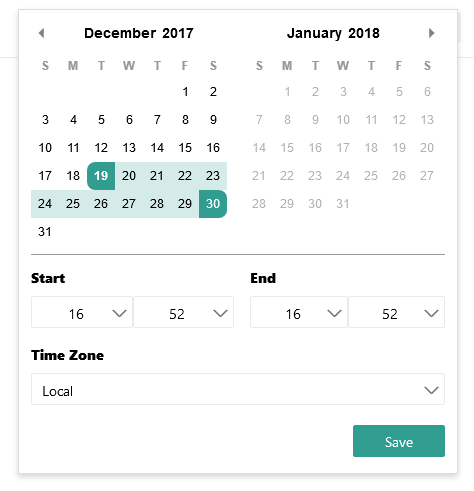 December 2017 January 2018
S M T W T F S S M T W T F S
1 2 1 2 3 4 5 6
3 4 5 6 7 8 9 7 8 9 10 11 12 13
10 11 12 13 14 15 16 14 15 16 17 18 19 20
17 18 19 20 21 22 23 21 22 23 24 25 26 27
24 25 26 27 28 29 30 28 29 30 31
31
Start End
16 52 16 52
Time Zone
Local
Save